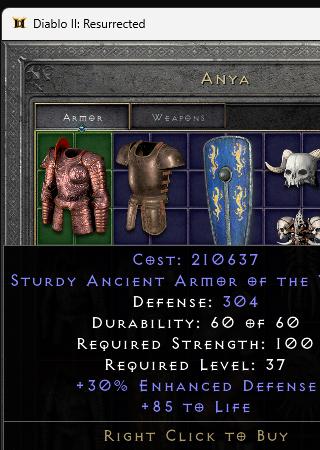 Diablo II: Resurrected
Anya
Armor Weapons
Cost: 210637
Sturdy Ancient Armor of the
Defense: 304
Durability: 60 of 60
Required Strength: 100
Required Level: 37
+30% Enhanced Defense
+85 to Life
Right Click to Buy